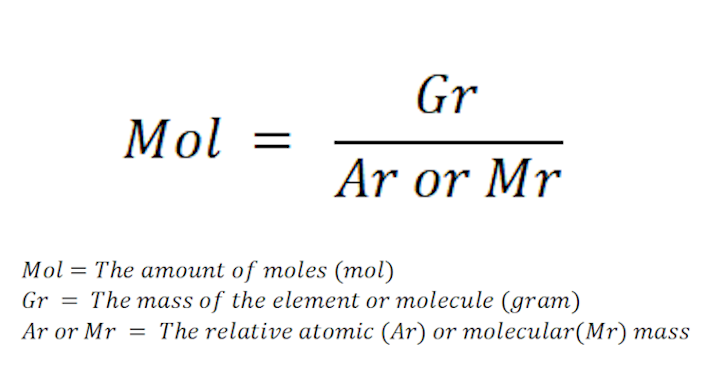 Gr
Mol =
Ar or Mr
Mol = The amount of moles (mol)
Gr = The mass of the element or molecule (gram)
Ar or Mr = The relative atomic (Ar) or molecular(Mr) mass